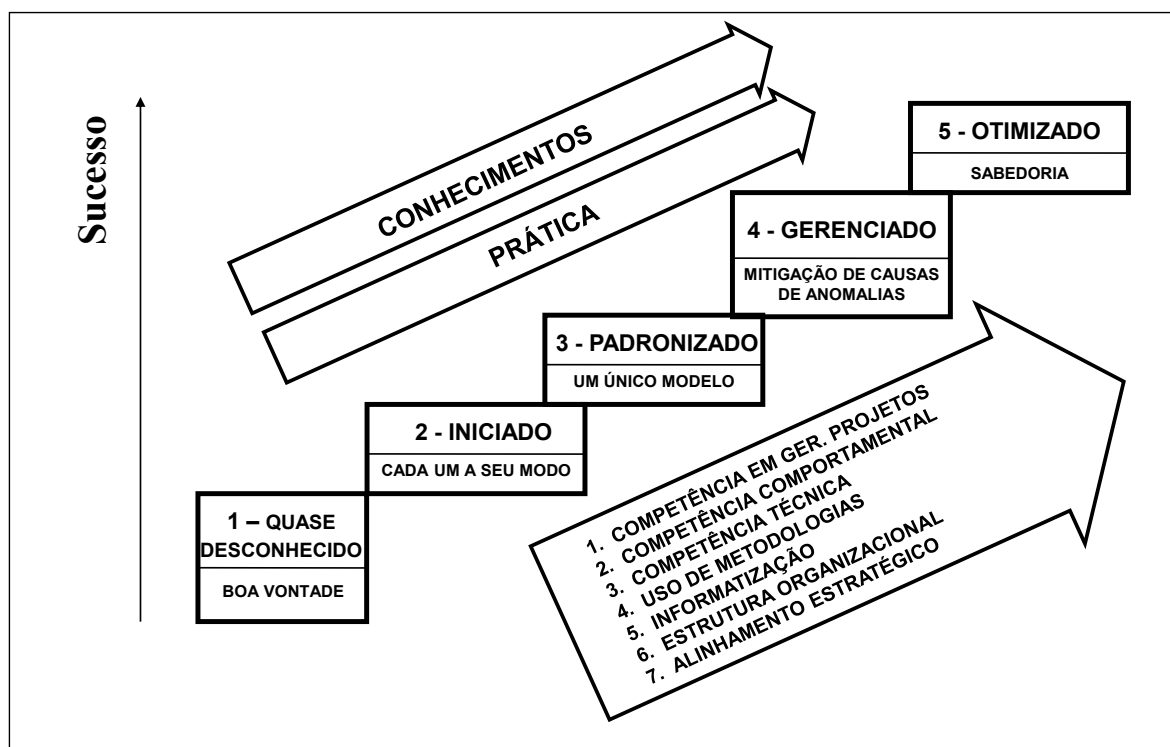 Sucesso
CONHECIMENTOS
PRÁTICA
5 - OTIMIZADO
SABEDORIA
4 - GERENCIADO
MITIGAÇÃO DE CAUSAS
DE ANOMALIAS
3 - PADRONIZADO
UM ÚNICO MODELO
2 - INICIADO
CADA UM A SEU MODO
1 – QUASE
DESCONHECIDO
BOA VONTADE
1. COMPETÊNCIA EM GER. PROJETOS
2. COMPETÊNCIA COMPORTAMENTAL
3. COMPETÊNCIA TÉCNICA
4. USO DE METODOLOGIAS
5. INFORMATIZAÇÃO
6. ESTRUTURA ORGANIZACIONAL
7. ALINHAMENTO ESTRATÉGICO